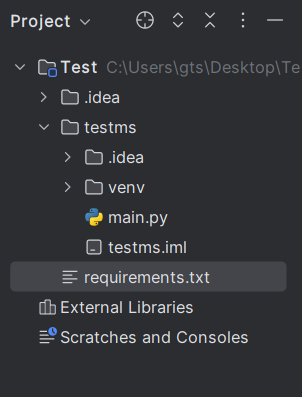 Project
Test C:\Users\gts\Desktop\Te
.idea
testms
.idea
venv
main.py
testms.iml
requirements.txt
External Libraries
Scratches and Consoles